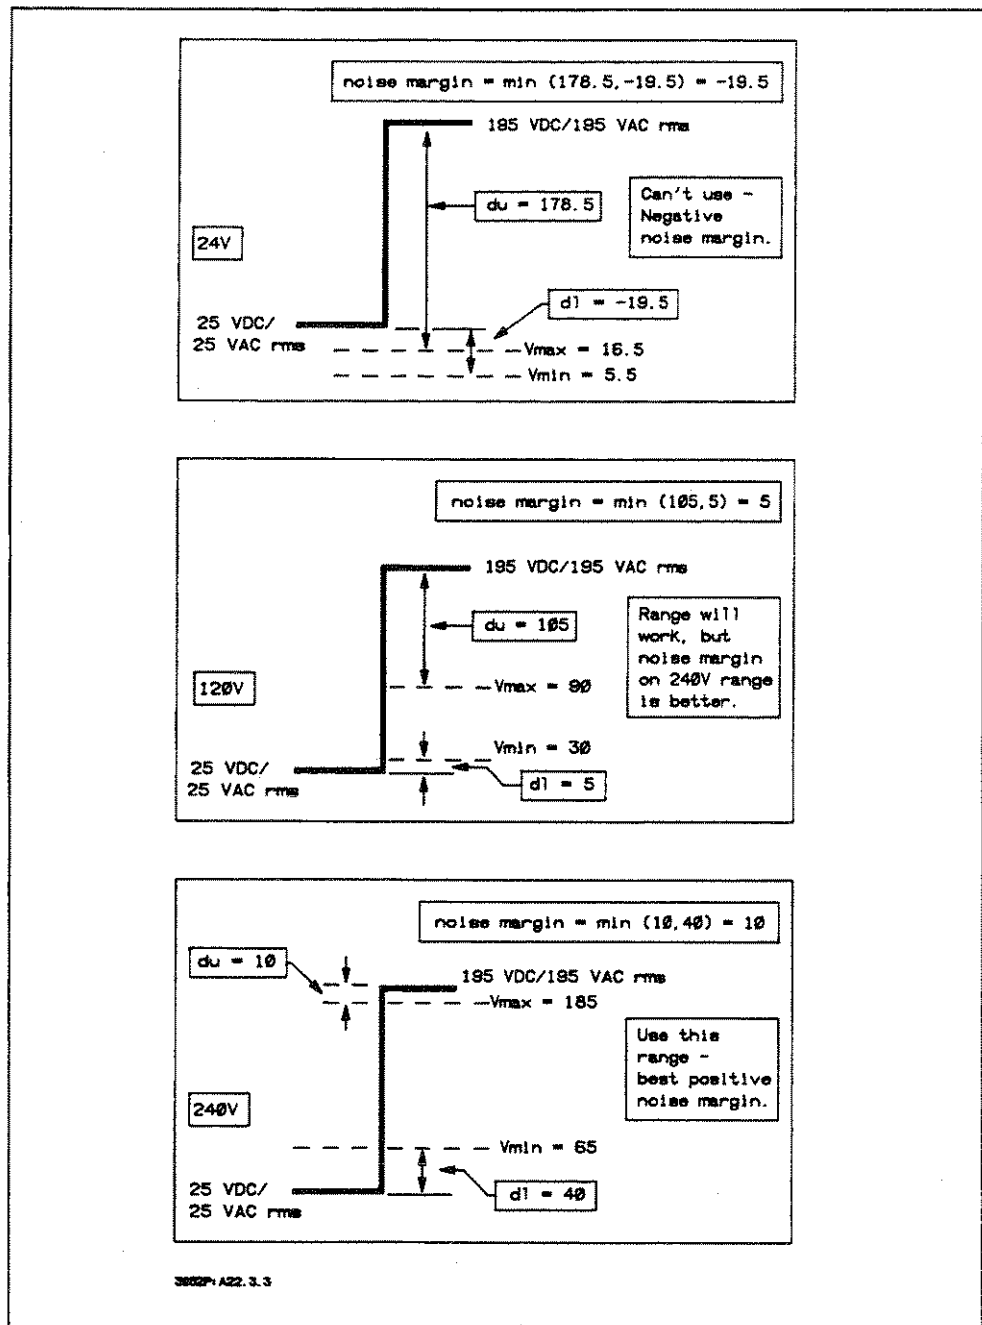 noise margin = min (178.5,-19.5) = -19.5
195 VDC/195 VAC rms
du = 178.5
Can't use -
Negative
noise margin.
24V
dl = -19.5
25 VDC/
25 VAC rms
Vmax = 16.5
Vmin = 5.5
noise margin = min (105,5) = 5
195 VDC/195 VAC rms
du = 105
Range will
work, but
noise margin
on 240V range
is better.
120V
Vmax = 90
Vmin = 30
25 VDC/
25 VAC rms
dl = 5
noise margin = min (10,40) = 10
du = 10
195 VDC/195 VAC rms
Vmax = 185
Use this
range -
best positive
noise margin.
240V
Vmin = 65
25 VDC/
25 VAC rms
dl = 40
3852P:A22.3.3